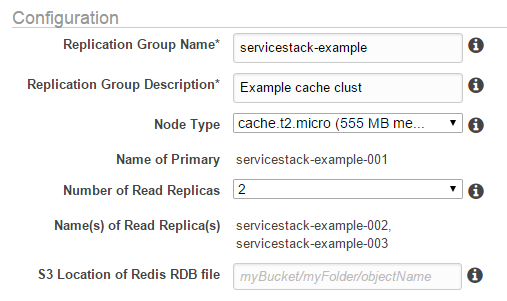 Configuration
Replication Group Name* servicestack-example
Replication Group Description* Example cache clust
Node Type cache.t2.micro (555 MB me...
Name of Primary servicestack-example-001
Number of Read Replicas 2
Name(s) of Read Replica(s) servicestack-example-002,
servicestack-example-003
S3 Location of Redis RDB file myBucket/myFolder/objectName